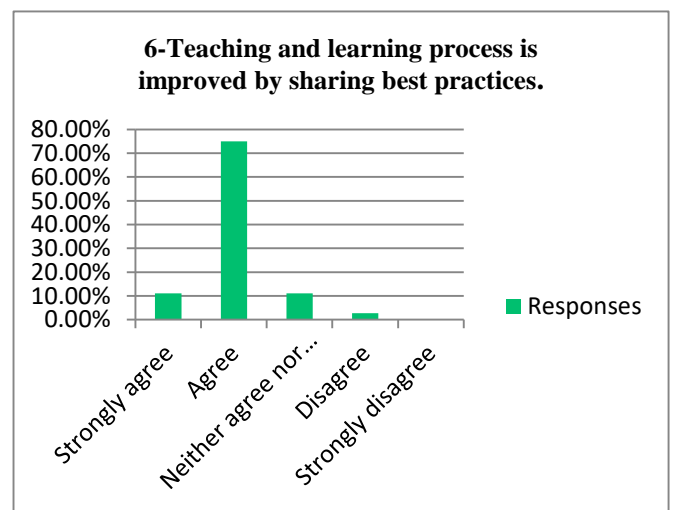 6-Teaching and learning process is
improved by sharing best practices.
80.00%
70.00%
60.00%
50.00%
40.00%
30.00%
20.00%
10.00%
0.00%
Responses
Strongly agree
Agree
Neither agree nor...
Disagree
Strongly disagree